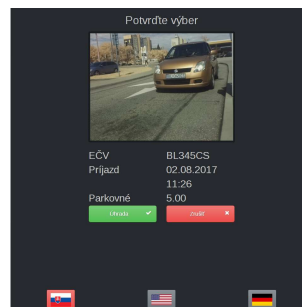 Potvrďte výber
EČV BL345CS
Príjazd 02.08.2017
11:26
Parkovné 5.00
Úhrada Zrušiť